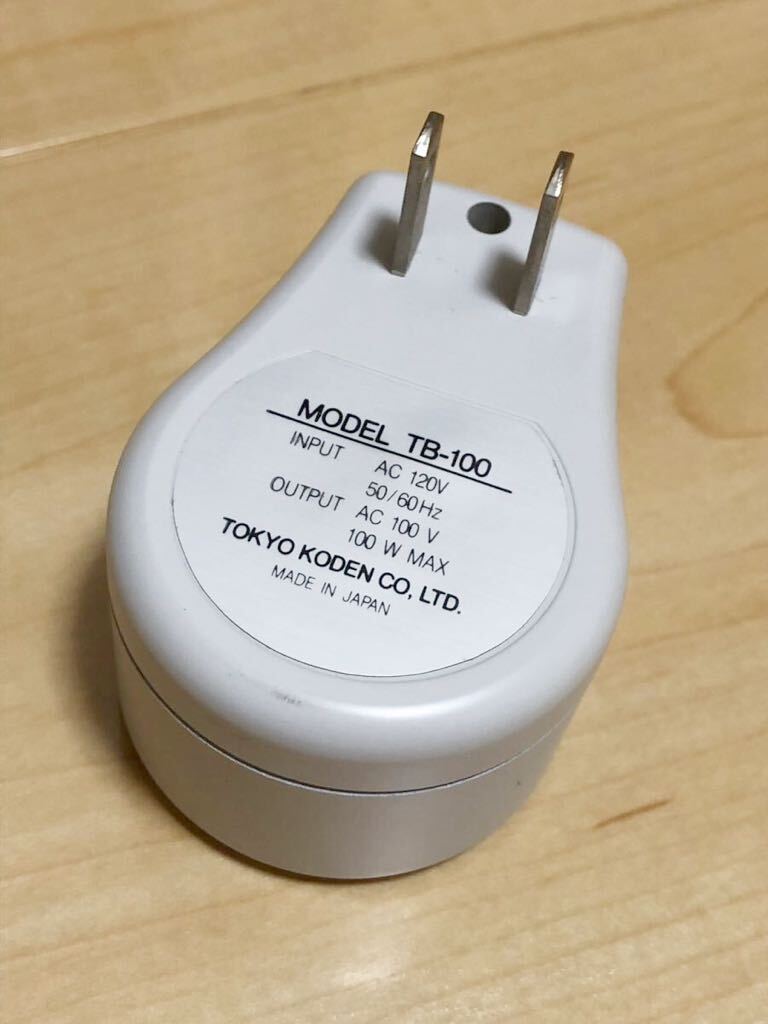 MODEL TB-100
INPUT AC 120V
50/60Hz
OUTPUT AC 100 V
100 W MAX
TOKYO KODEN CO, LTD.
MADE IN JAPAN